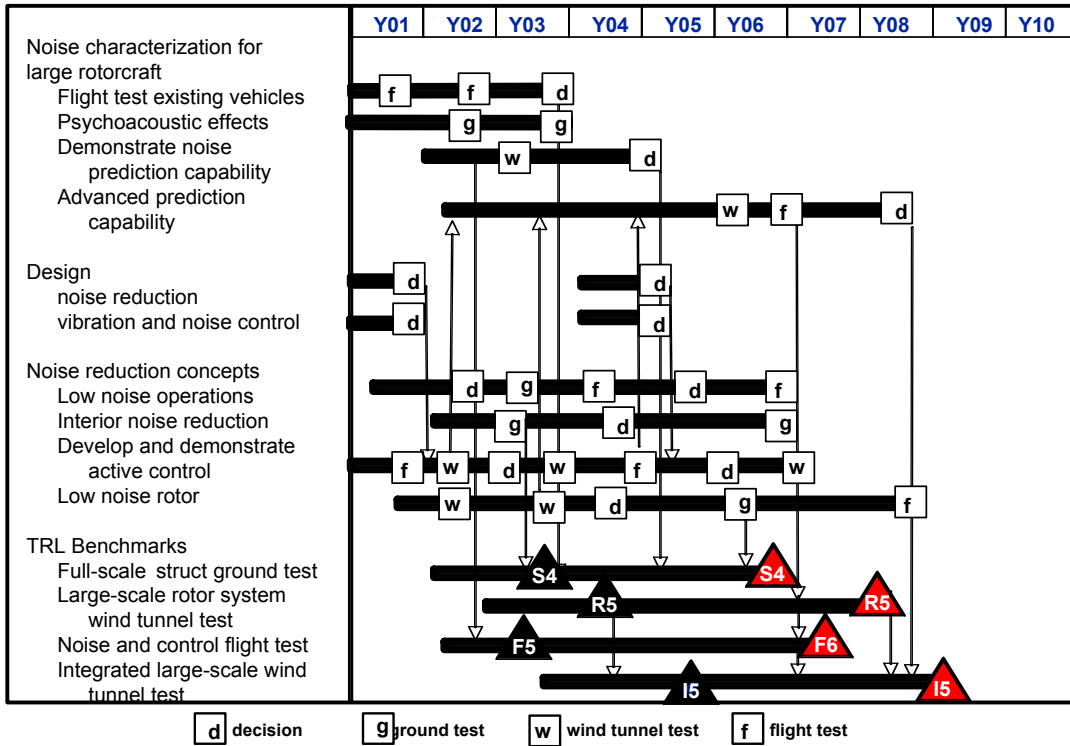 Y01 Y02 Y03 Y04 Y05 Y06 Y07 Y08 Y09 Y10
Noise characterization for
large rotorcraft
Flight test existing vehicles f f d
Psychoacoustic effects g g
Demonstrate noise w d
prediction capability
Advanced prediction w f d
capability
Design d d
noise reduction
vibration and noise control d d
Noise reduction concepts
Low noise operations d g f d f
Interior noise reduction g d g
Develop and demonstrate
active control f w d w f d w
Low noise rotor w w d g f
TRL Benchmarks
Full-scale struct ground test S4 S4
Large-scale rotor system R5 R5
wind tunnel test
Noise and control flight test F5 F6
Integrated large-scale wind I5 I5
tunnel test
d decision g ground test w wind tunnel test f flight test